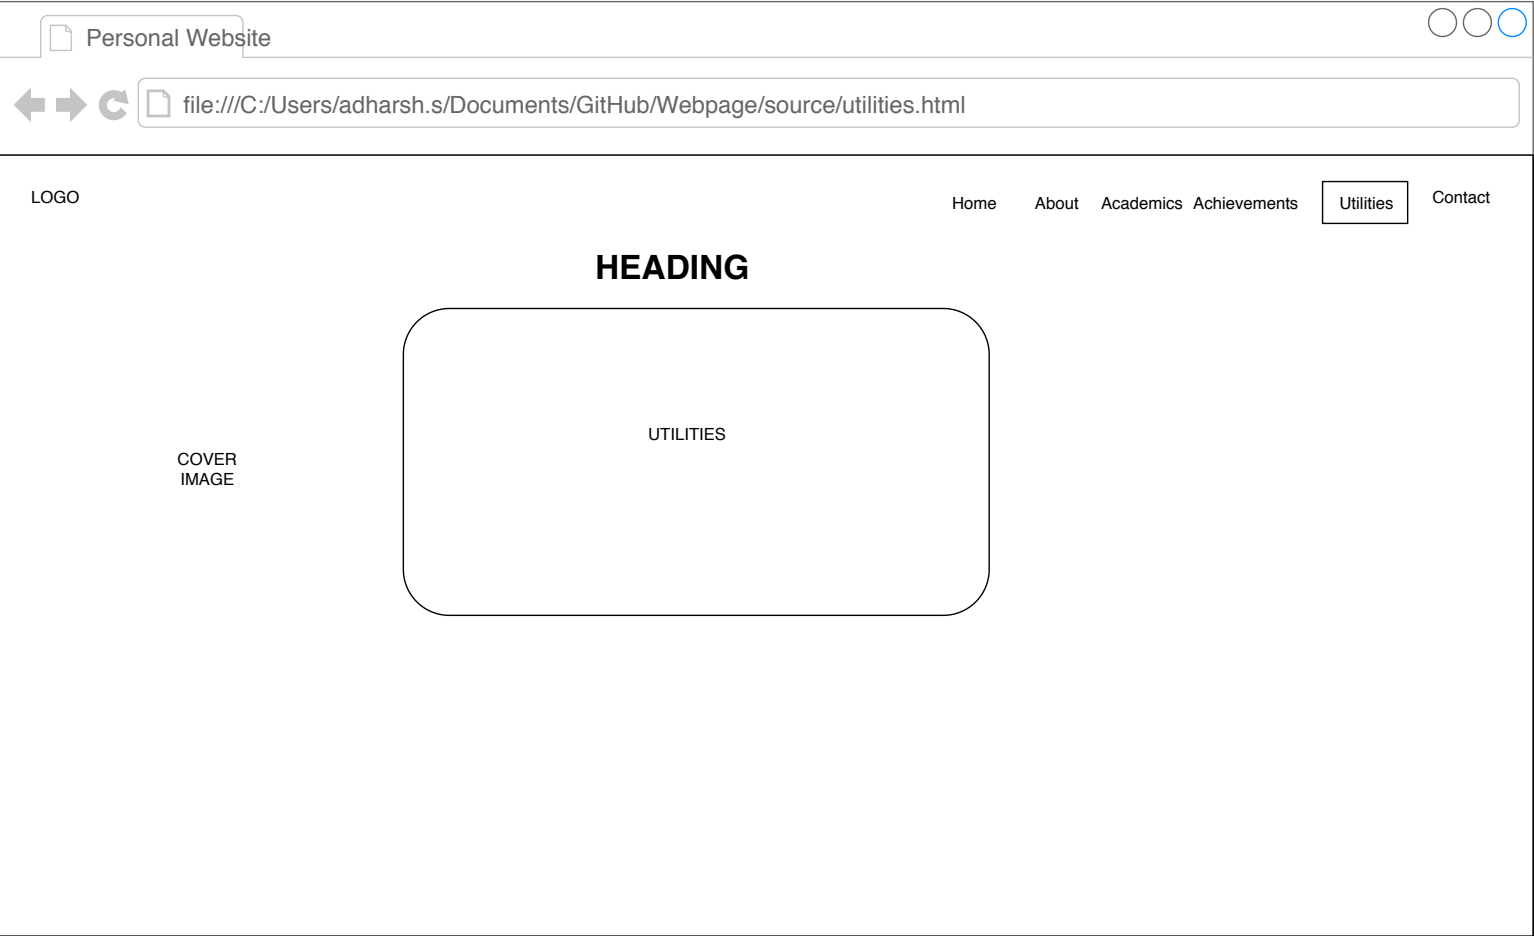 Personal Website
file:///C:/Users/adharsh.s/Documents/GitHub/Webpage/source/utilities.html
LOGO
Home About Academics Achievements Utilities Contact
HEADING
UTILITIES
COVER
IMAGE